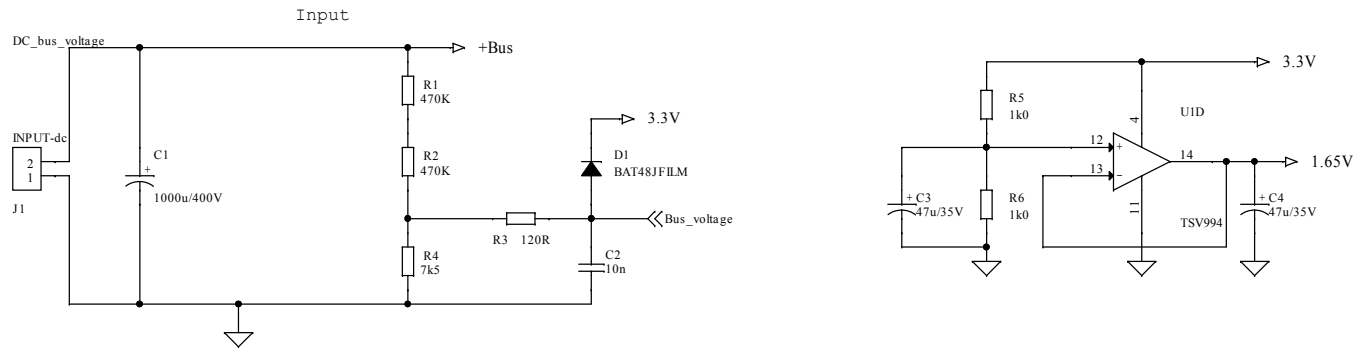 Input
DC_bus_voltage
+Bus
R1
470K
INPUT-dc
2
1
J1
C1
+
1000u/400V
R2
470K
3.3V
D1
BAT48JFILM
R3 120R
Bus_voltage
R4
7k5
C2
10n
3.3V
R5
1k0
4
U1D
12
+
13
−
14
11
1.65V
+
C3
47u/35V
R6
1k0
TSV994
+
C4
47u/35V